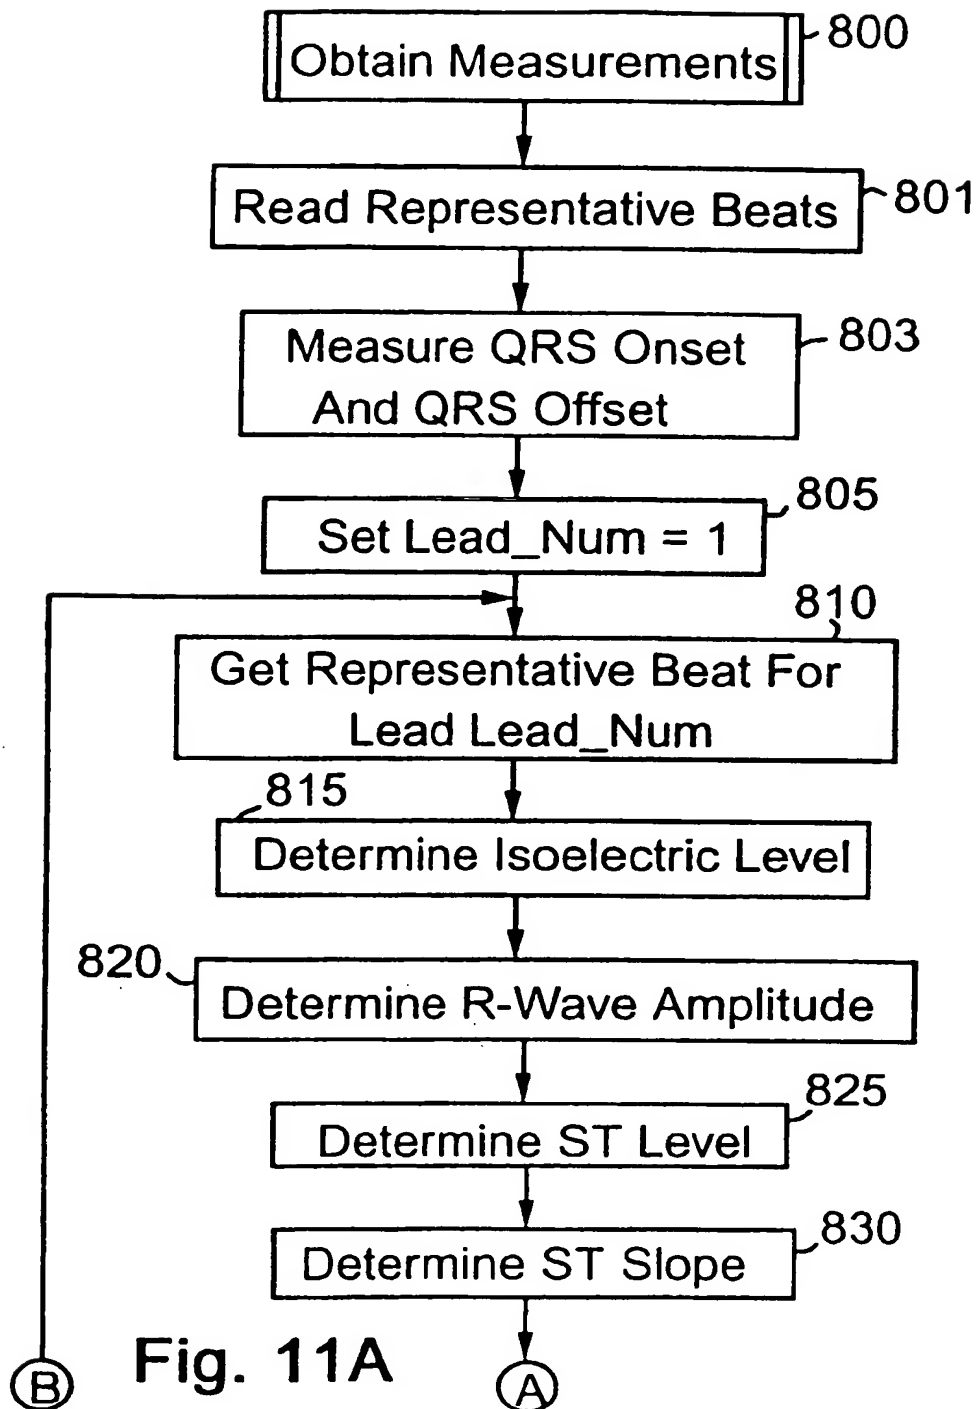 800
Obtain Measurements
Read Representative Beats
801
Measure QRS Onset
And QRS Offset
803
805
Set Lead_Num = 1
810
Get Representative Beat For
Lead Lead_Num
815
Determine Isoelectric Level
820
Determine R-Wave Amplitude
825
Determine ST Level
830
Determine ST Slope
B
Fig. 11A
A